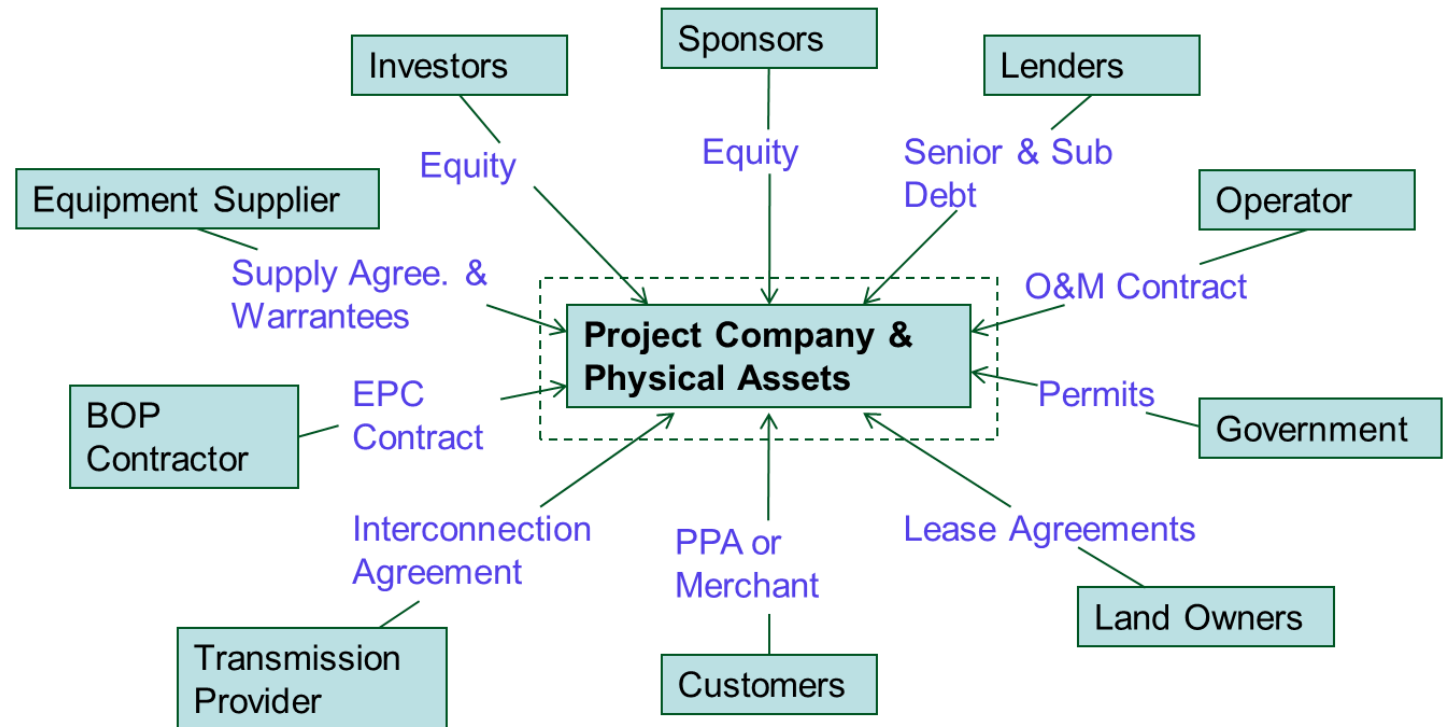 Sponsors
Investors
Lenders
Equity
Equity
Senior & Sub
Debt
Equipment Supplier
Operator
Supply Agree. &
Warrantees
O&M Contract
Project Company &
Physical Assets
EPC
Contract
Permits
BOP
Contractor
Government
Interconnection
Agreement
PPA or
Merchant
Lease Agreements
Land Owners
Transmission
Provider
Customers